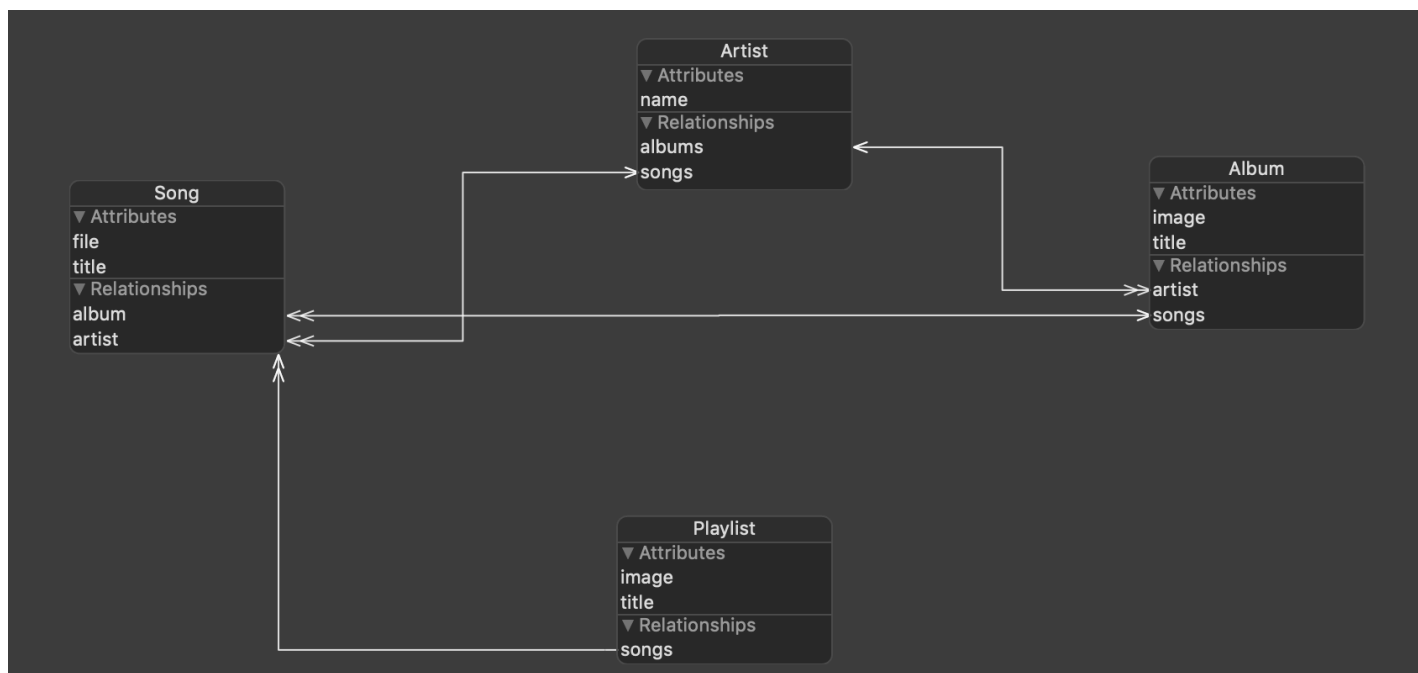 Artist
▼ Attributes
name
▼ Relationships
albums
songs
Song
▼ Attributes
file
title
▼ Relationships
album
artist
Album
▼ Attributes
image
title
▼ Relationships
artist
songs
Playlist
▼ Attributes
image
title
▼ Relationships
songs